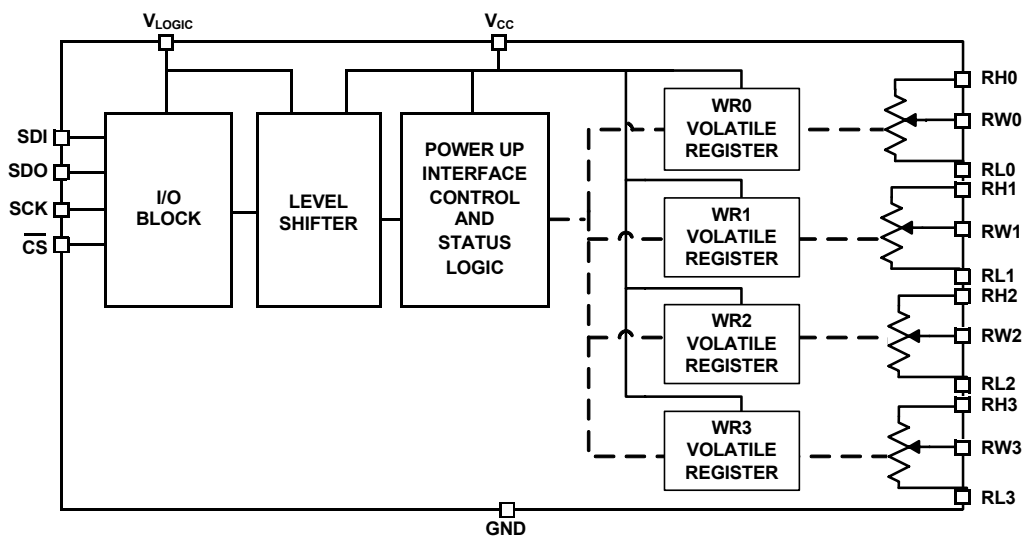 VLOGIC
VCC
SDI
SDO
SCK
CS
I/O
BLOCK
LEVEL
SHIFTER
POWER UP
INTERFACE
CONTROL
AND
STATUS
LOGIC
WR0
VOLATILE
REGISTER
WR1
VOLATILE
REGISTER
WR2
VOLATILE
REGISTER
WR3
VOLATILE
REGISTER
RH0
RW0
RL0
RH1
RW1
RL1
RH2
RW2
RL2
RH3
RW3
RL3
GND